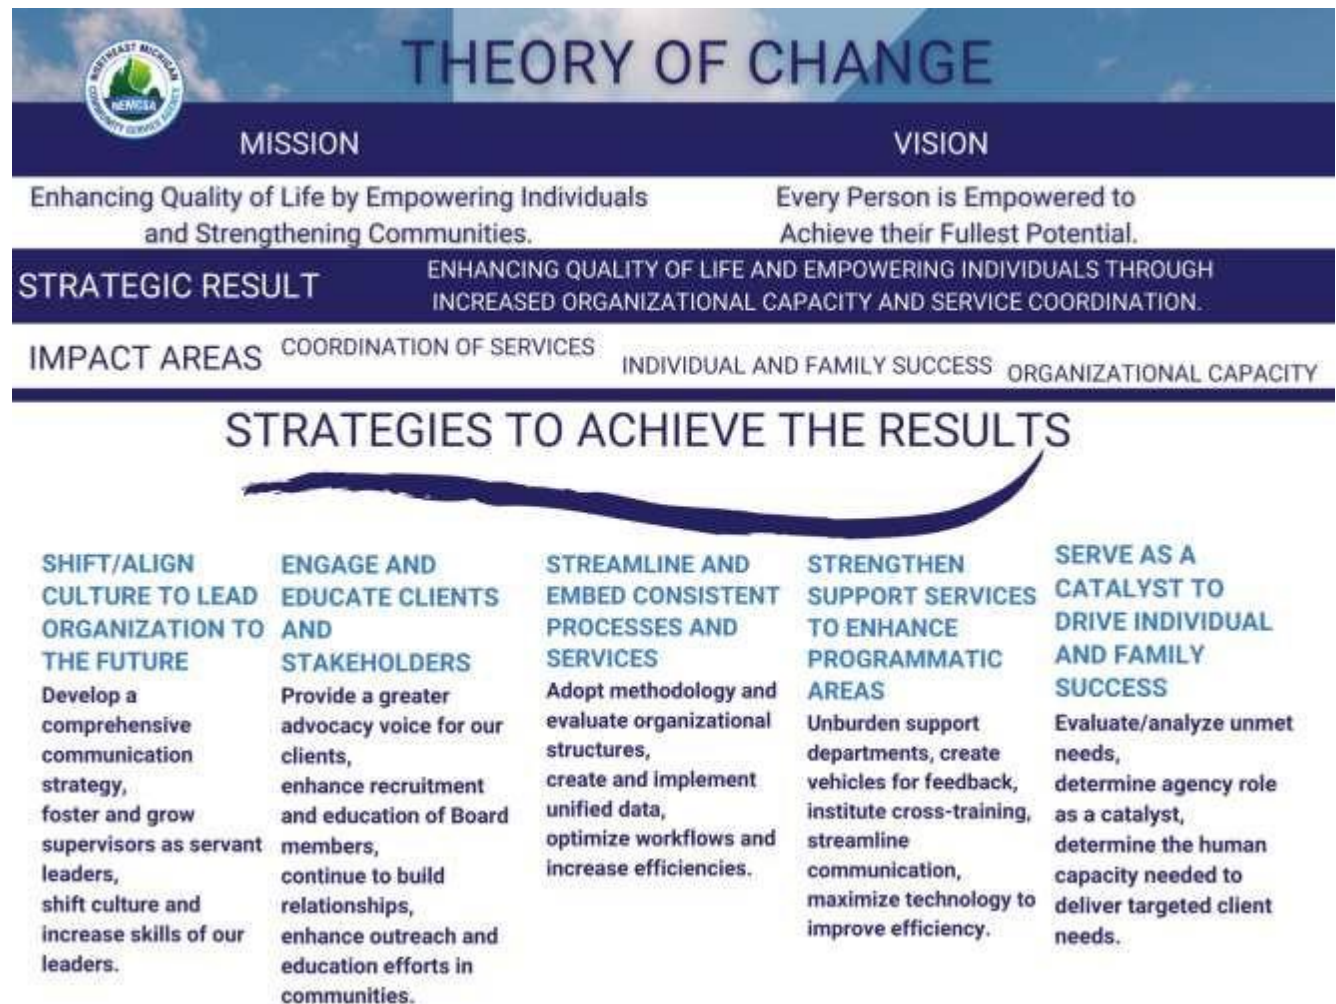 NORTHEAST MICHIGAN
NEMCSA
COMMUNITY SERVICE AGENCY
THEORY OF CHANGE
MISSION
Enhancing Quality of Life by Empowering Individuals
and Strengthening Communities.
VISION
Every Person is Empowered to
Achieve their Fullest Potential.
STRATEGIC RESULT
ENHANCING QUALITY OF LIFE AND EMPOWERING INDIVIDUALS THROUGH
INCREASED ORGANIZATIONAL CAPACITY AND SERVICE COORDINATION.
IMPACT AREAS
COORDINATION OF SERVICES
INDIVIDUAL AND FAMILY SUCCESS
ORGANIZATIONAL CAPACITY
STRATEGIES TO ACHIEVE THE RESULTS
SHIFT/ALIGN
CULTURE TO LEAD
ORGANIZATION TO
THE FUTURE
Develop a
comprehensive
communication
strategy,
foster and grow
supervisors as servant
leaders,
shift culture and
increase skills of our
leaders.
ENGAGE AND
EDUCATE CLIENTS
AND
STAKEHOLDERS
Provide a greater
advocacy voice for our
clients,
enhance recruitment
and education of Board
members,
continue to build
relationships,
enhance outreach and
education efforts in
communities.
STREAMLINE AND
EMBED CONSISTENT
PROCESSES AND
SERVICES
Adopt methodology and
evaluate organizational
structures,
create and implement
unified data,
optimize workflows and
increase efficiencies.
STRENGTHEN
SUPPORT SERVICES
TO ENHANCE
PROGRAMMATIC
AREAS
Unburden support
departments, create
vehicles for feedback,
institute cross-training,
streamline
communication,
maximize technology to
improve efficiency.
SERVE AS A
CATALYST TO
DRIVE INDIVIDUAL
AND FAMILY
SUCCESS
Evaluate/analyze unmet
needs,
determine agency role
as a catalyst,
determine the human
capacity needed to
deliver targeted client
needs.